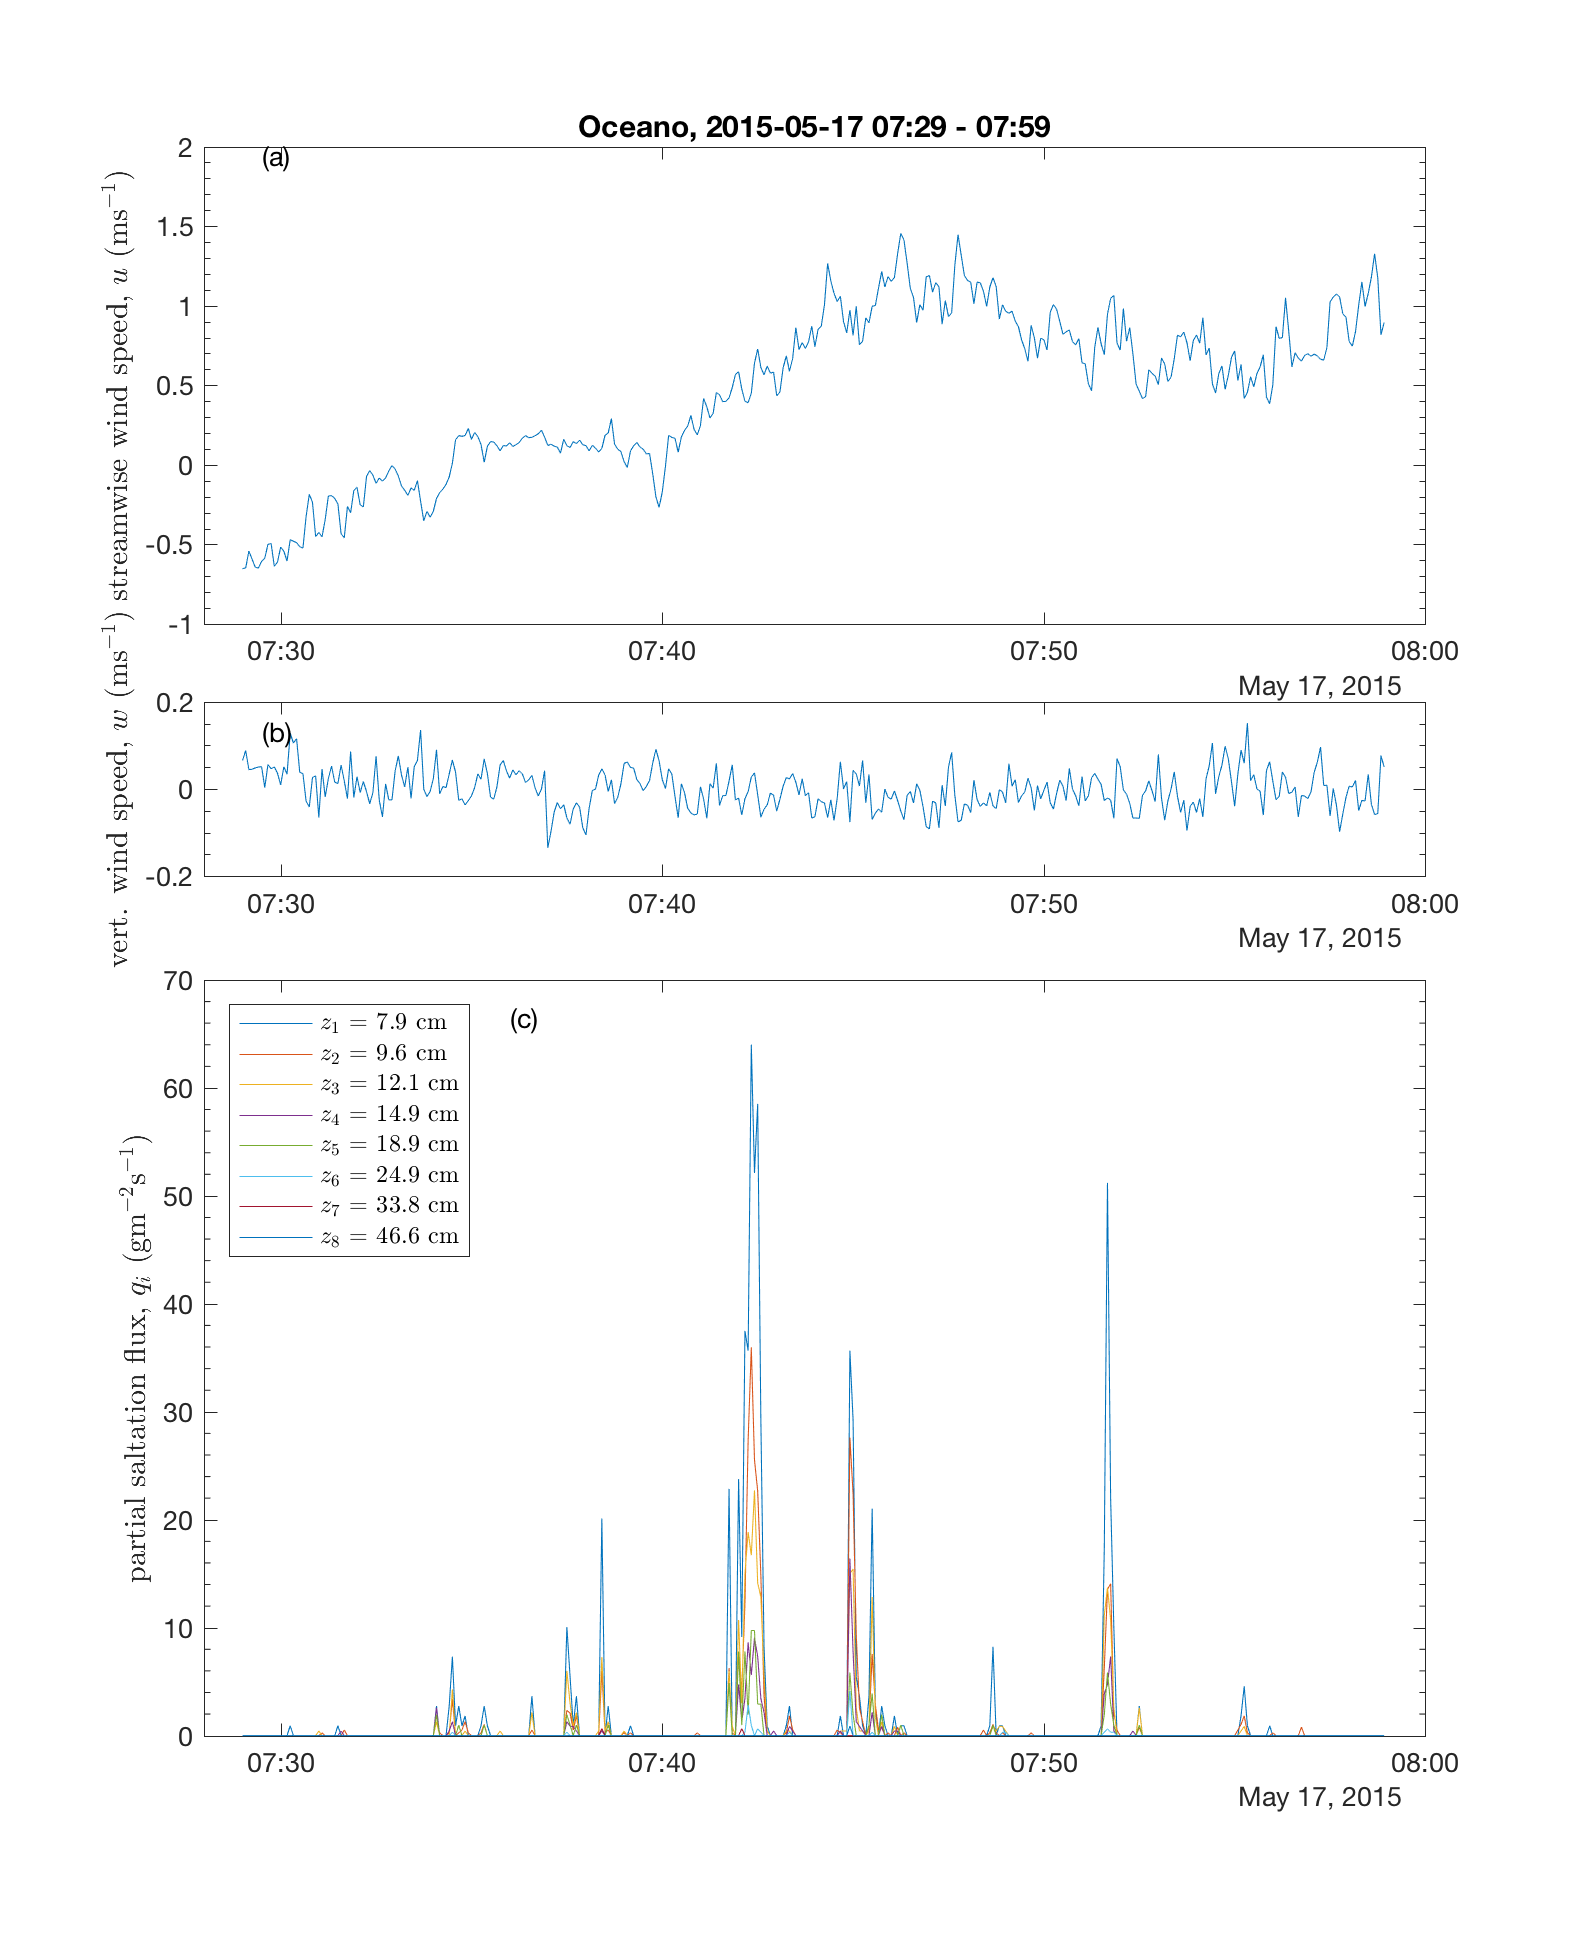 Oceano, 2015-05-17 07:29 - 07:59
(a)
streamwise wind speed, u (ms⁻¹)
2
1.5
1
0.5
0
-0.5
-1
07:30 07:40 07:50 08:00
May 17, 2015
(b)
vert. wind speed, w (ms⁻¹)
0.2
0
-0.2
07:30 07:40 07:50 08:00
May 17, 2015
(c)
partial saltation flux, qᵢ (gm⁻²s⁻¹)
70
60
50
40
30
20
10
0
z₁ = 7.9 cm
z₂ = 9.6 cm
z₃ = 12.1 cm
z₄ = 14.9 cm
z₅ = 18.9 cm
z₆ = 24.9 cm
z₇ = 33.8 cm
z₈ = 46.6 cm
07:30 07:40 07:50 08:00
May 17, 2015